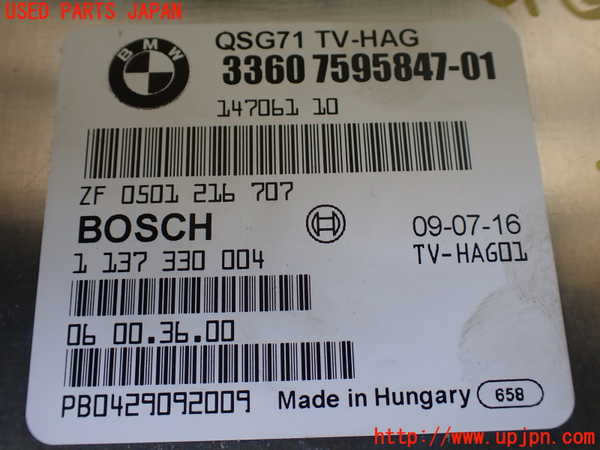 USED PARTS JAPAN
BMW
QSG71 TV-HAG
3360 7595847-01
147061 10
ZF 0501 216 707
BOSCH
09-07-16
1 137 330 004
TV-HAG01
06 00.36.00
PB0429092009
Made in Hungary 658
http://www.upjpn.com/